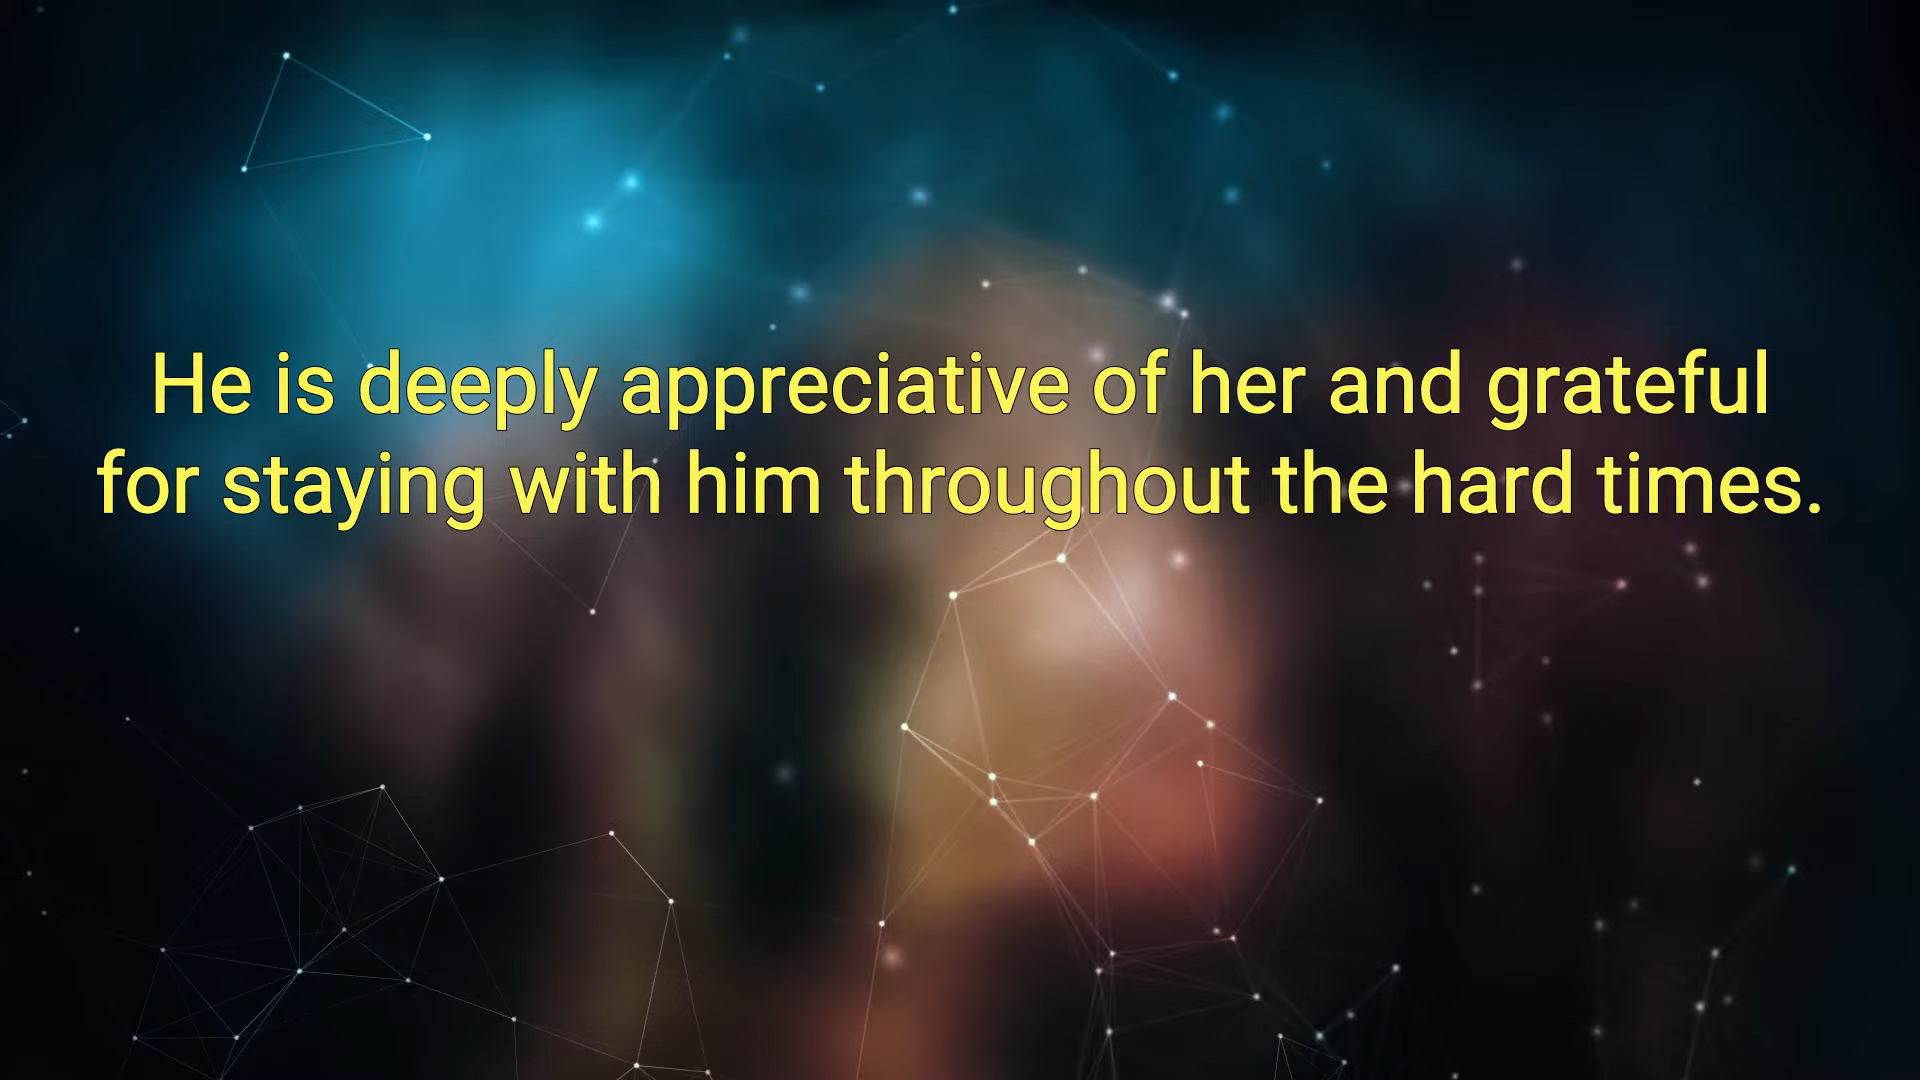 He is deeply appreciative of her and grateful
for staying with him throughout the hard times.